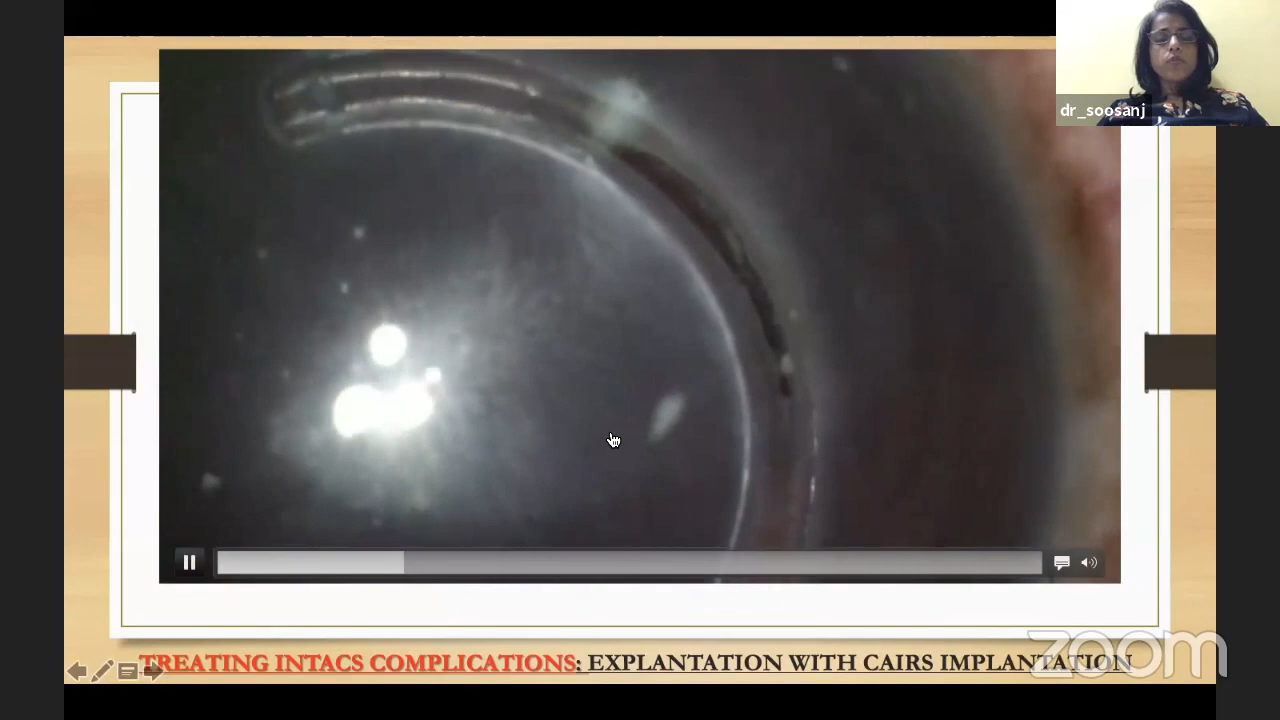 dr_soosanj
TREATING INTACS COMPLICATIONS: EXPLANTATION WITH CAIRS IMPLANTATION
zoom